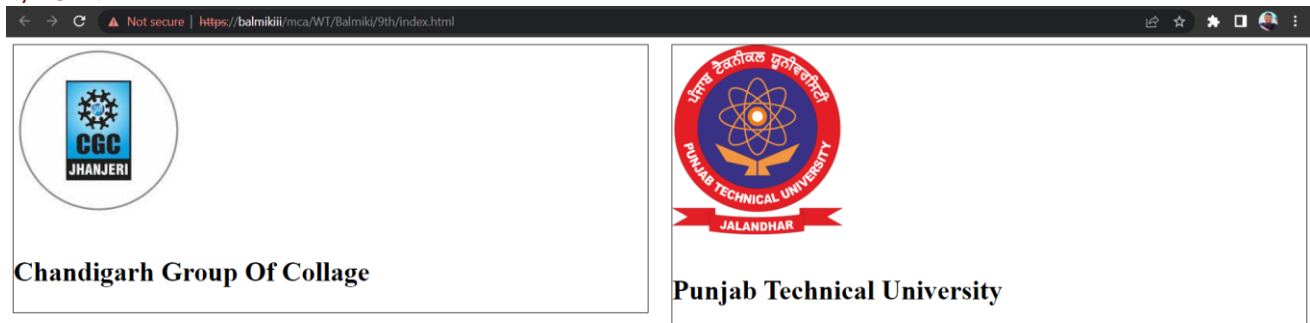 Not secure | https://balmikiii/mca/WT/Balmiki/9th/index.html
CGC
JHANJERI
Chandigarh Group Of Collage
ਪੰਜਾਬ ਟੈਕਨੀਕਲ ਯੂਨੀਵਰਸਿਟੀ
PUNJAB TECHNICAL UNIVERSITY
JALANDHAR
Punjab Technical University